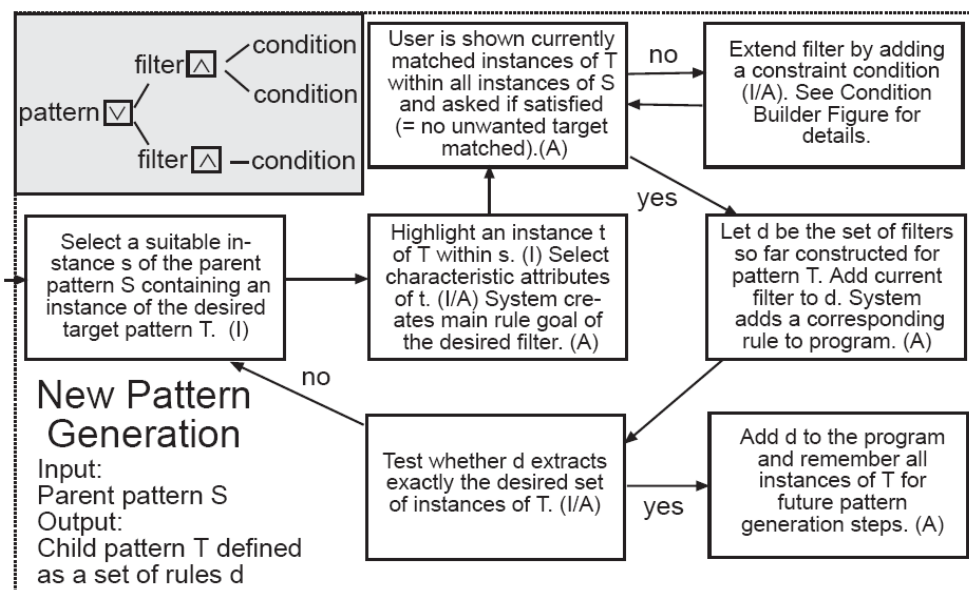 condition
filter ∧
condition
pattern ∨
filter ∧
condition
User is shown currently
matched instances of T
within all instances of S
and asked if satisfied
(= no unwanted target
matched).(A)
no
Extend filter by adding
a constraint condition
(I/A). See Condition
Builder Figure for
details.
yes
Select a suitable in-
stance s of the parent
pattern S containing an
instance of the desired
target pattern T. (I)
Highlight an instance t
of T within s. (I) Select
characteristic attributes
of t. (I/A) System cre-
ates main rule goal of
the desired filter. (A)
Let d be the set of filters
so far constructed for
pattern T. Add current
filter to d. System
adds a corresponding
rule to program. (A)
no
New Pattern
Generation
Input:
Parent pattern S
Output:
Child pattern T defined
as a set of rules d
Test whether d extracts
exactly the desired set
of instances of T. (I/A)
yes
Add d to the program
and remember all
instances of T for
future pattern
generation steps. (A)